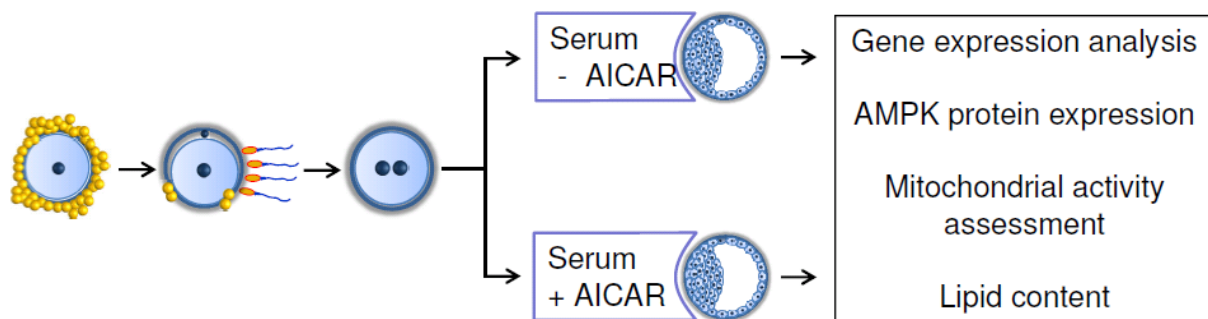 Serum
- AICAR
Serum
+ AICAR
Gene expression analysis
AMPK protein expression
Mitochondrial activity
assessment
Lipid content